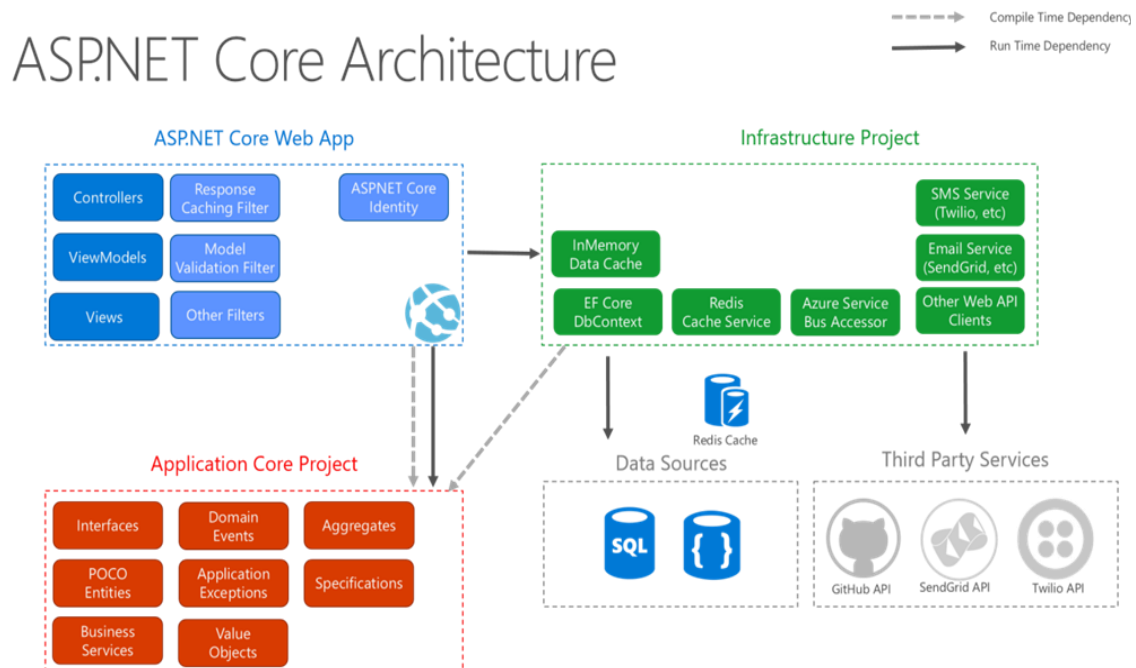 Compile Time Dependency
Run Time Dependency
ASP.NET Core Architecture
ASP.NET Core Web App
Controllers
Response
Caching Filter
ASP.NET Core
Identity
ViewModels
Model
Validation Filter
Views
Other Filters
Infrastructure Project
SMS Service
(Twilio, etc)
InMemory
Data Cache
Email Service
(SendGrid, etc)
EF Core
DbContext
Redis
Cache Service
Azure Service
Bus Accessor
Other Web API
Clients
Redis Cache
Application Core Project
Interfaces
Domain
Events
Aggregates
POCO
Entities
Application
Exceptions
Specifications
Business
Services
Value
Objects
Data Sources
SQL
{ }
Third Party Services
GitHub API
SendGrid API
Twilio API